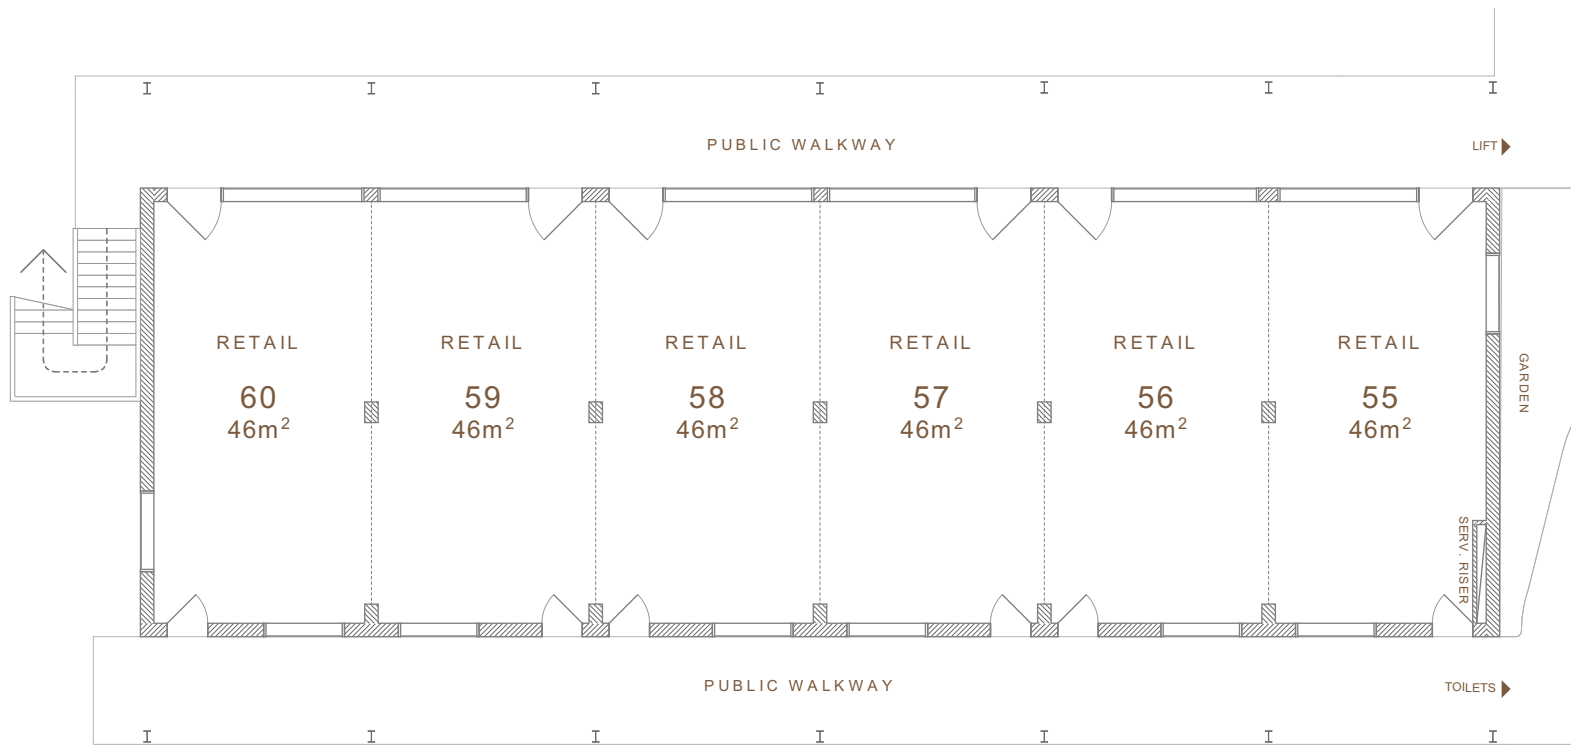 PUBLIC WALKWAY
LIFT
RETAIL
60
46m²
RETAIL
59
46m²
RETAIL
58
46m²
RETAIL
57
46m²
RETAIL
56
46m²
RETAIL
55
46m²
GARDEN
SERV. RISER
PUBLIC WALKWAY
TOILETS